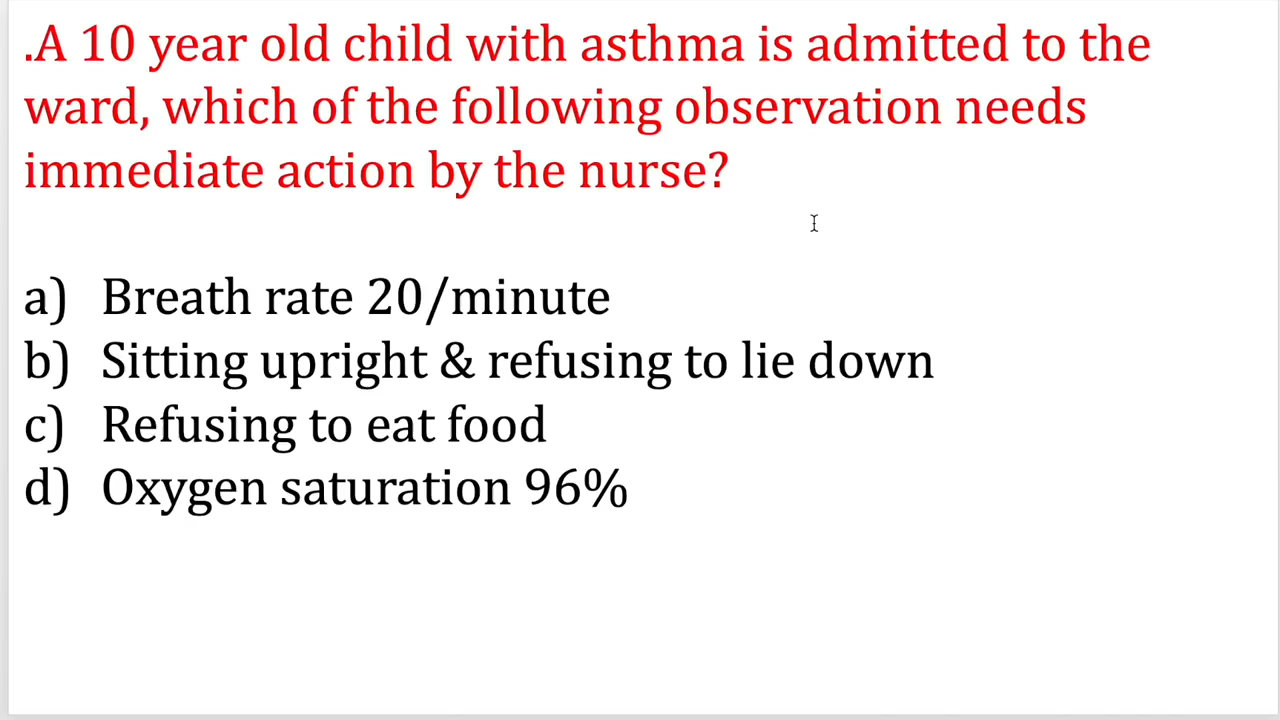 .A 10 year old child with asthma is admitted to the
ward, which of the following observation needs
immediate action by the nurse?
a) Breath rate 20/minute
b) Sitting upright & refusing to lie down
c) Refusing to eat food
d) Oxygen saturation 96%